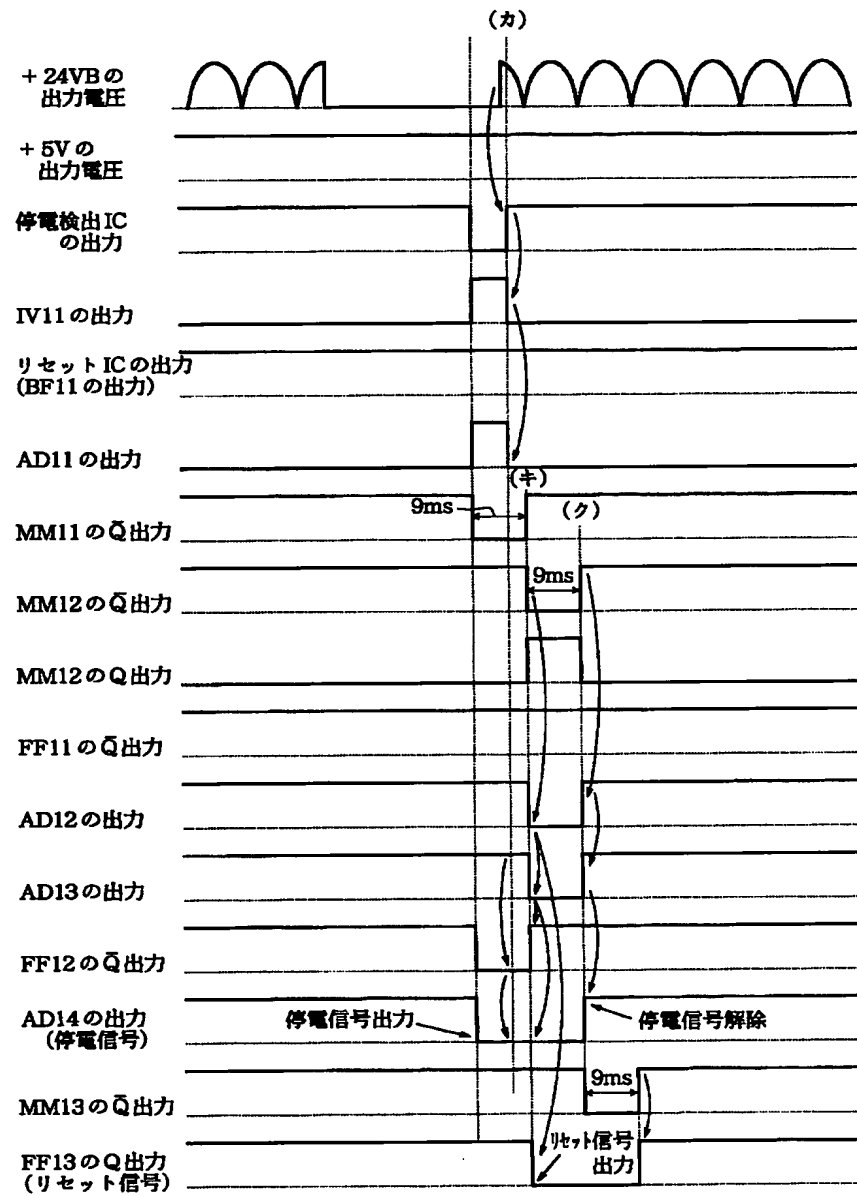 (カ)
+24VBの
出力電圧
+5Vの
出力電圧
停電検出IC
の出力
IV11の出力
リセットICの出力
(BF11の出力)
AD11の出力
(キ)
9ms
(ク)
MM11のQ̄出力
9ms
MM12のQ̄出力
MM12のQ出力
FF11のQ̄出力
AD12の出力
AD13の出力
FF12のQ̄出力
AD14の出力
(停電信号)
停電信号出力
停電信号解除
9ms
MM13のQ̄出力
リセット信号
出力
FF13のQ出力
(リセット信号)